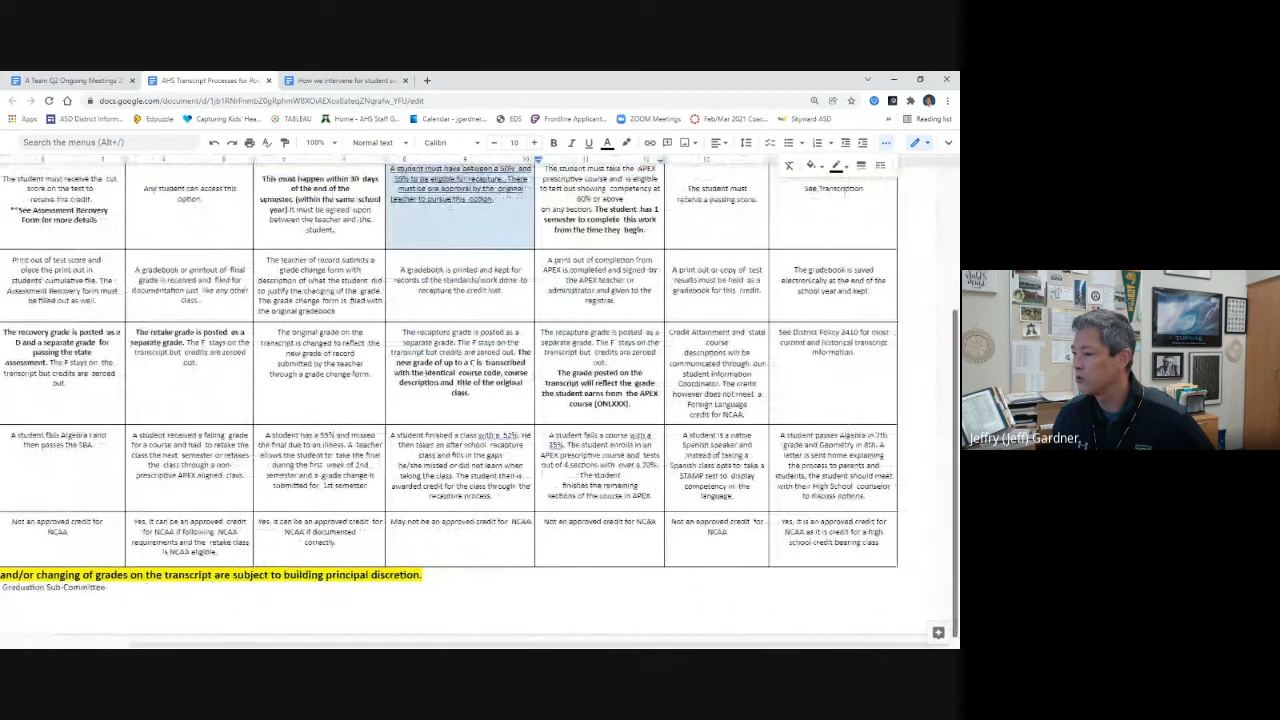 A Team Q2 Ongoing Meetings 2
AHS Transcript Processes for Po
How we intervene for student s
docs.google.com/document/d/1jb1RNrFnmbZ0gRphmW8XOiAEXox8ateqZNqrafw_YFU/edit
Apps
ASD District Inform...
Edpuzzle
Capturing Kids' Hea...
TABLEAU
Home - AHS Staff G...
Calendar - jgardner...
EDS
Frontline Applicant...
ZOOM Meetings
Feb/Mar 2021 Coac...
Skyward ASD
Reading list
Search the menus (Alt+/)
100%
Normal text
Calibri
10
The student must receive the cut
score on the test to
receive the credit.
**See Assessment Recovery
Form for more details
Any student can access this
option.
This must happen within 30 days
of the end of the
semester. (within the same school
year) It must be agreed upon
between the teacher and the
student.
A student must have between a 50% and
59% to be eligible for recapture. There
must be pre approval by the original
teacher to pursue this option.
The student must take the APEX
prescriptive course and is eligible
to test out showing competency at
60% or above
on any section. The student has 1
semester to complete this work
from the time they begin.
The student must
receive a passing score.
See Transcription
Print out of test score and
place the print out in
students' cumulative file. The
Assessment Recovery form must
be filled out as well.
A gradebook or printout of final
grade is received and filed for
documentation just like any other
class.
The teacher of record submits a
grade change form with
description of what the student did
to justify the changing of the grade.
The grade change form is filed with
the original gradebook
A gradebook is printed and kept for
records of the standards/work done to
recapture the credit lost.
A print out of completion from
APEX is completed and signed by
the APEX teacher or
administrator and given to the
registrar.
A print out or copy of test
results must be held as a
gradebook for this credit.
The gradebook is saved
electronically at the end of the
school year and kept.
The recovery grade is posted as a
D and a separate grade for
passing the state
assessment. The F stays on the
transcript but credits are zeroed
out.
The retake grade is posted as a
separate grade. The F stays on the
transcript but credits are zeroed
out.
The original grade on the
transcript is changed to reflect the
new grade of record
submitted by the teacher
through a grade change form.
The recapture grade is posted as a
separate grade. The F stays on the
transcript but credits are zeroed out. The
new grade of up to a C is transcribed
with the identical course code, course
description and title of the original
class.
The recapture grade is posted as a
separate grade. The F stays on the
transcript but credits are zeroed
out.
The grade posted on the
transcript will reflect the grade
the student earns from the APEX
course (ONLXXX).
Credit Attainment and state
course
descriptions will be
communicated through our
student Information
Coordinator. The credit
however does not meet a
Foreign Language
credit for NCAA.
See District Policy 2410 for most
current and historical transcript
information.
A student fails Algebra I and
then passes the SBA.
A student received a failing grade
for a course and had to retake the
class the next semester or retakes
the class through a non-
prescriptive APEX aligned class.
A student has a 55% and missed
the final due to an illness. A teacher
allows the student to take the final
during the first week of 2nd
semester and a grade change is
submitted for 1st semester.
A student finished a class with a 52%. He
then takes an after school recapture
class and fills in the gaps
he/she missed or did not learn when
taking the class. The student then is
awarded credit for the class through the
recapture process.
A student fails a course with a
35%. The student enrolls in an
APEX prescriptive course and tests
out of 4 sections with over a 70%.
The student
finishes the remaining
sections of the course in APEX.
A student is a native
Spanish speaker and
instead of taking a
Spanish class opts to take a
STAMP test to display
competency in the
language.
A student passes Algebra in 7th
grade and Geometry in 8th. A
letter is sent home explaining
the process to parents and
students, the student should meet
with their High School counselor
to discuss options.
Not an approved credit for
NCAA.
Yes, it can be an approved credit
for NCAA if following NCAA
requirements and the retake class
is NCAA eligible.
Yes, it can be an approved credit for
NCAA if documented
correctly.
May not be an approved credit for NCAA
Not an approved credit for NCAA
Not an approved credit for
NCAA
Yes, it is an approved credit for
NCAA as it is credit for a high
school credit bearing class
and/or changing of grades on the transcript are subject to building principal discretion.
Graduation Sub-Committee
Jeffry (Jeff) Gardner